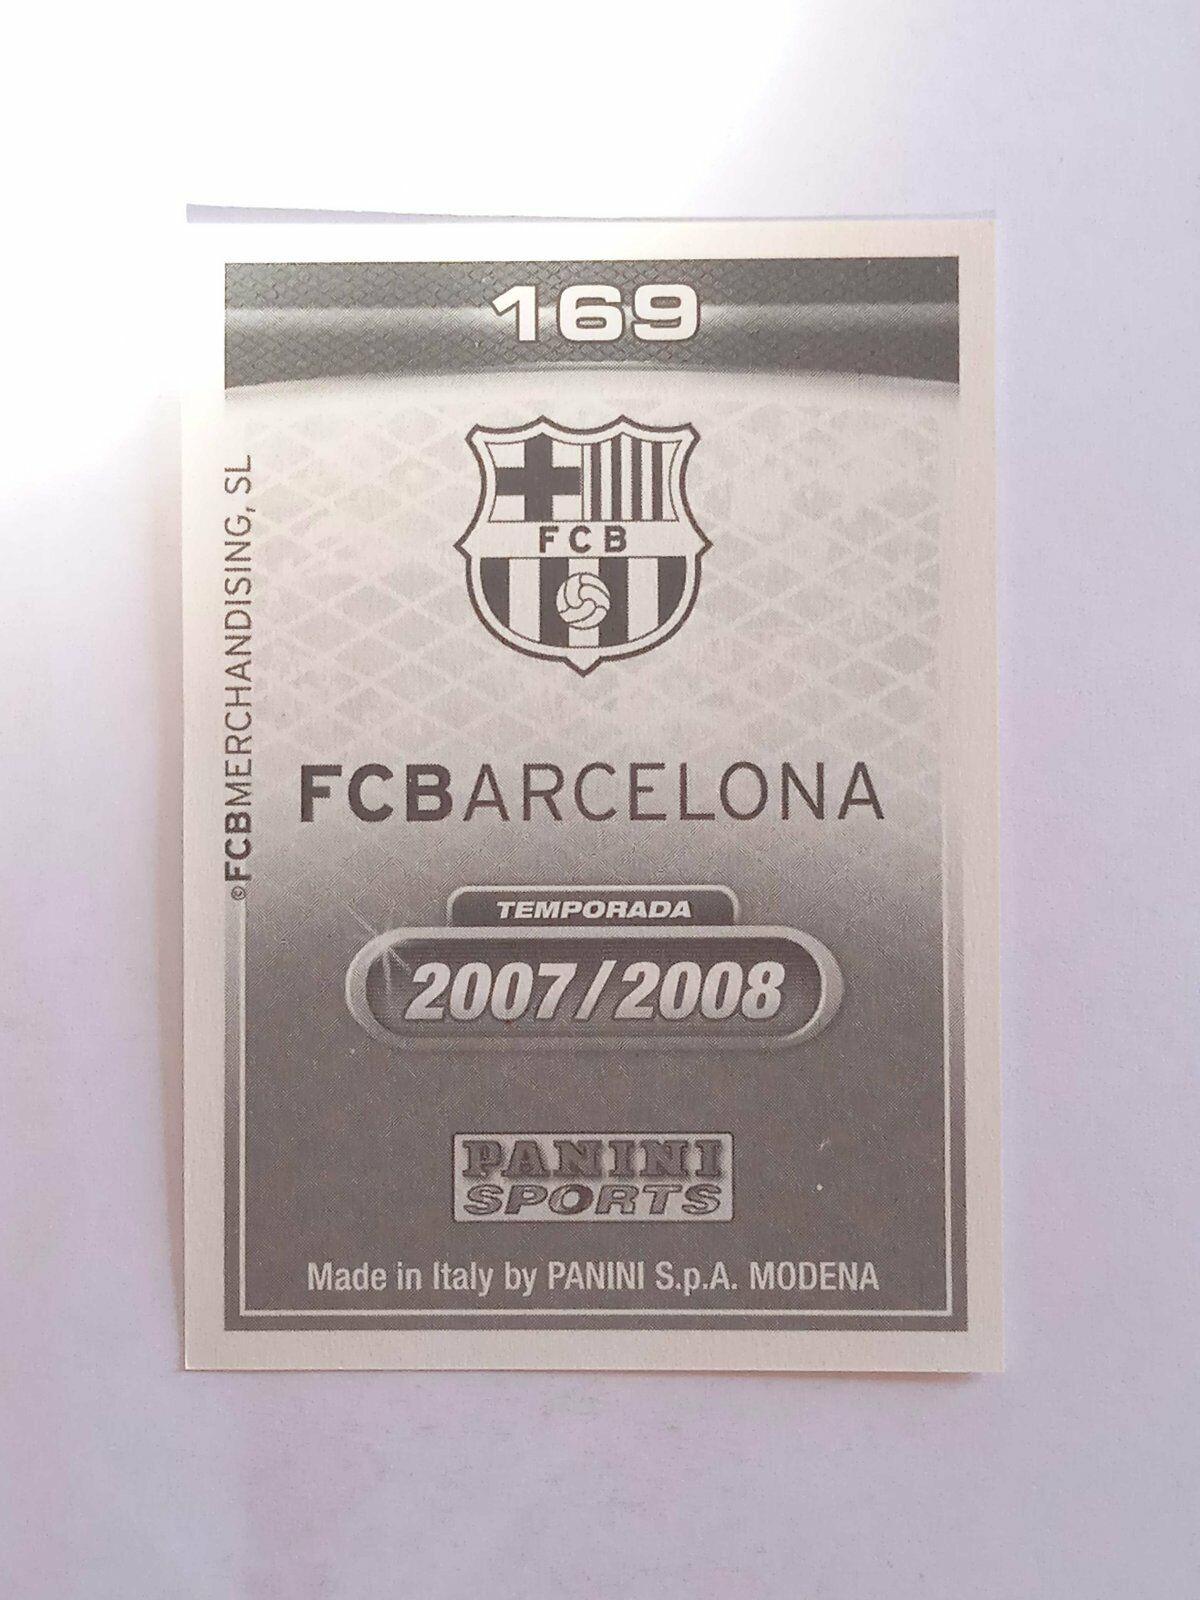 169
FCB
FCBARCELONA
TEMPORADA
2007/2008
PANINI
SPORTS
Made in Italy by PANINI S.p.A. MODENA
©FCBMERCHANDISING, SL